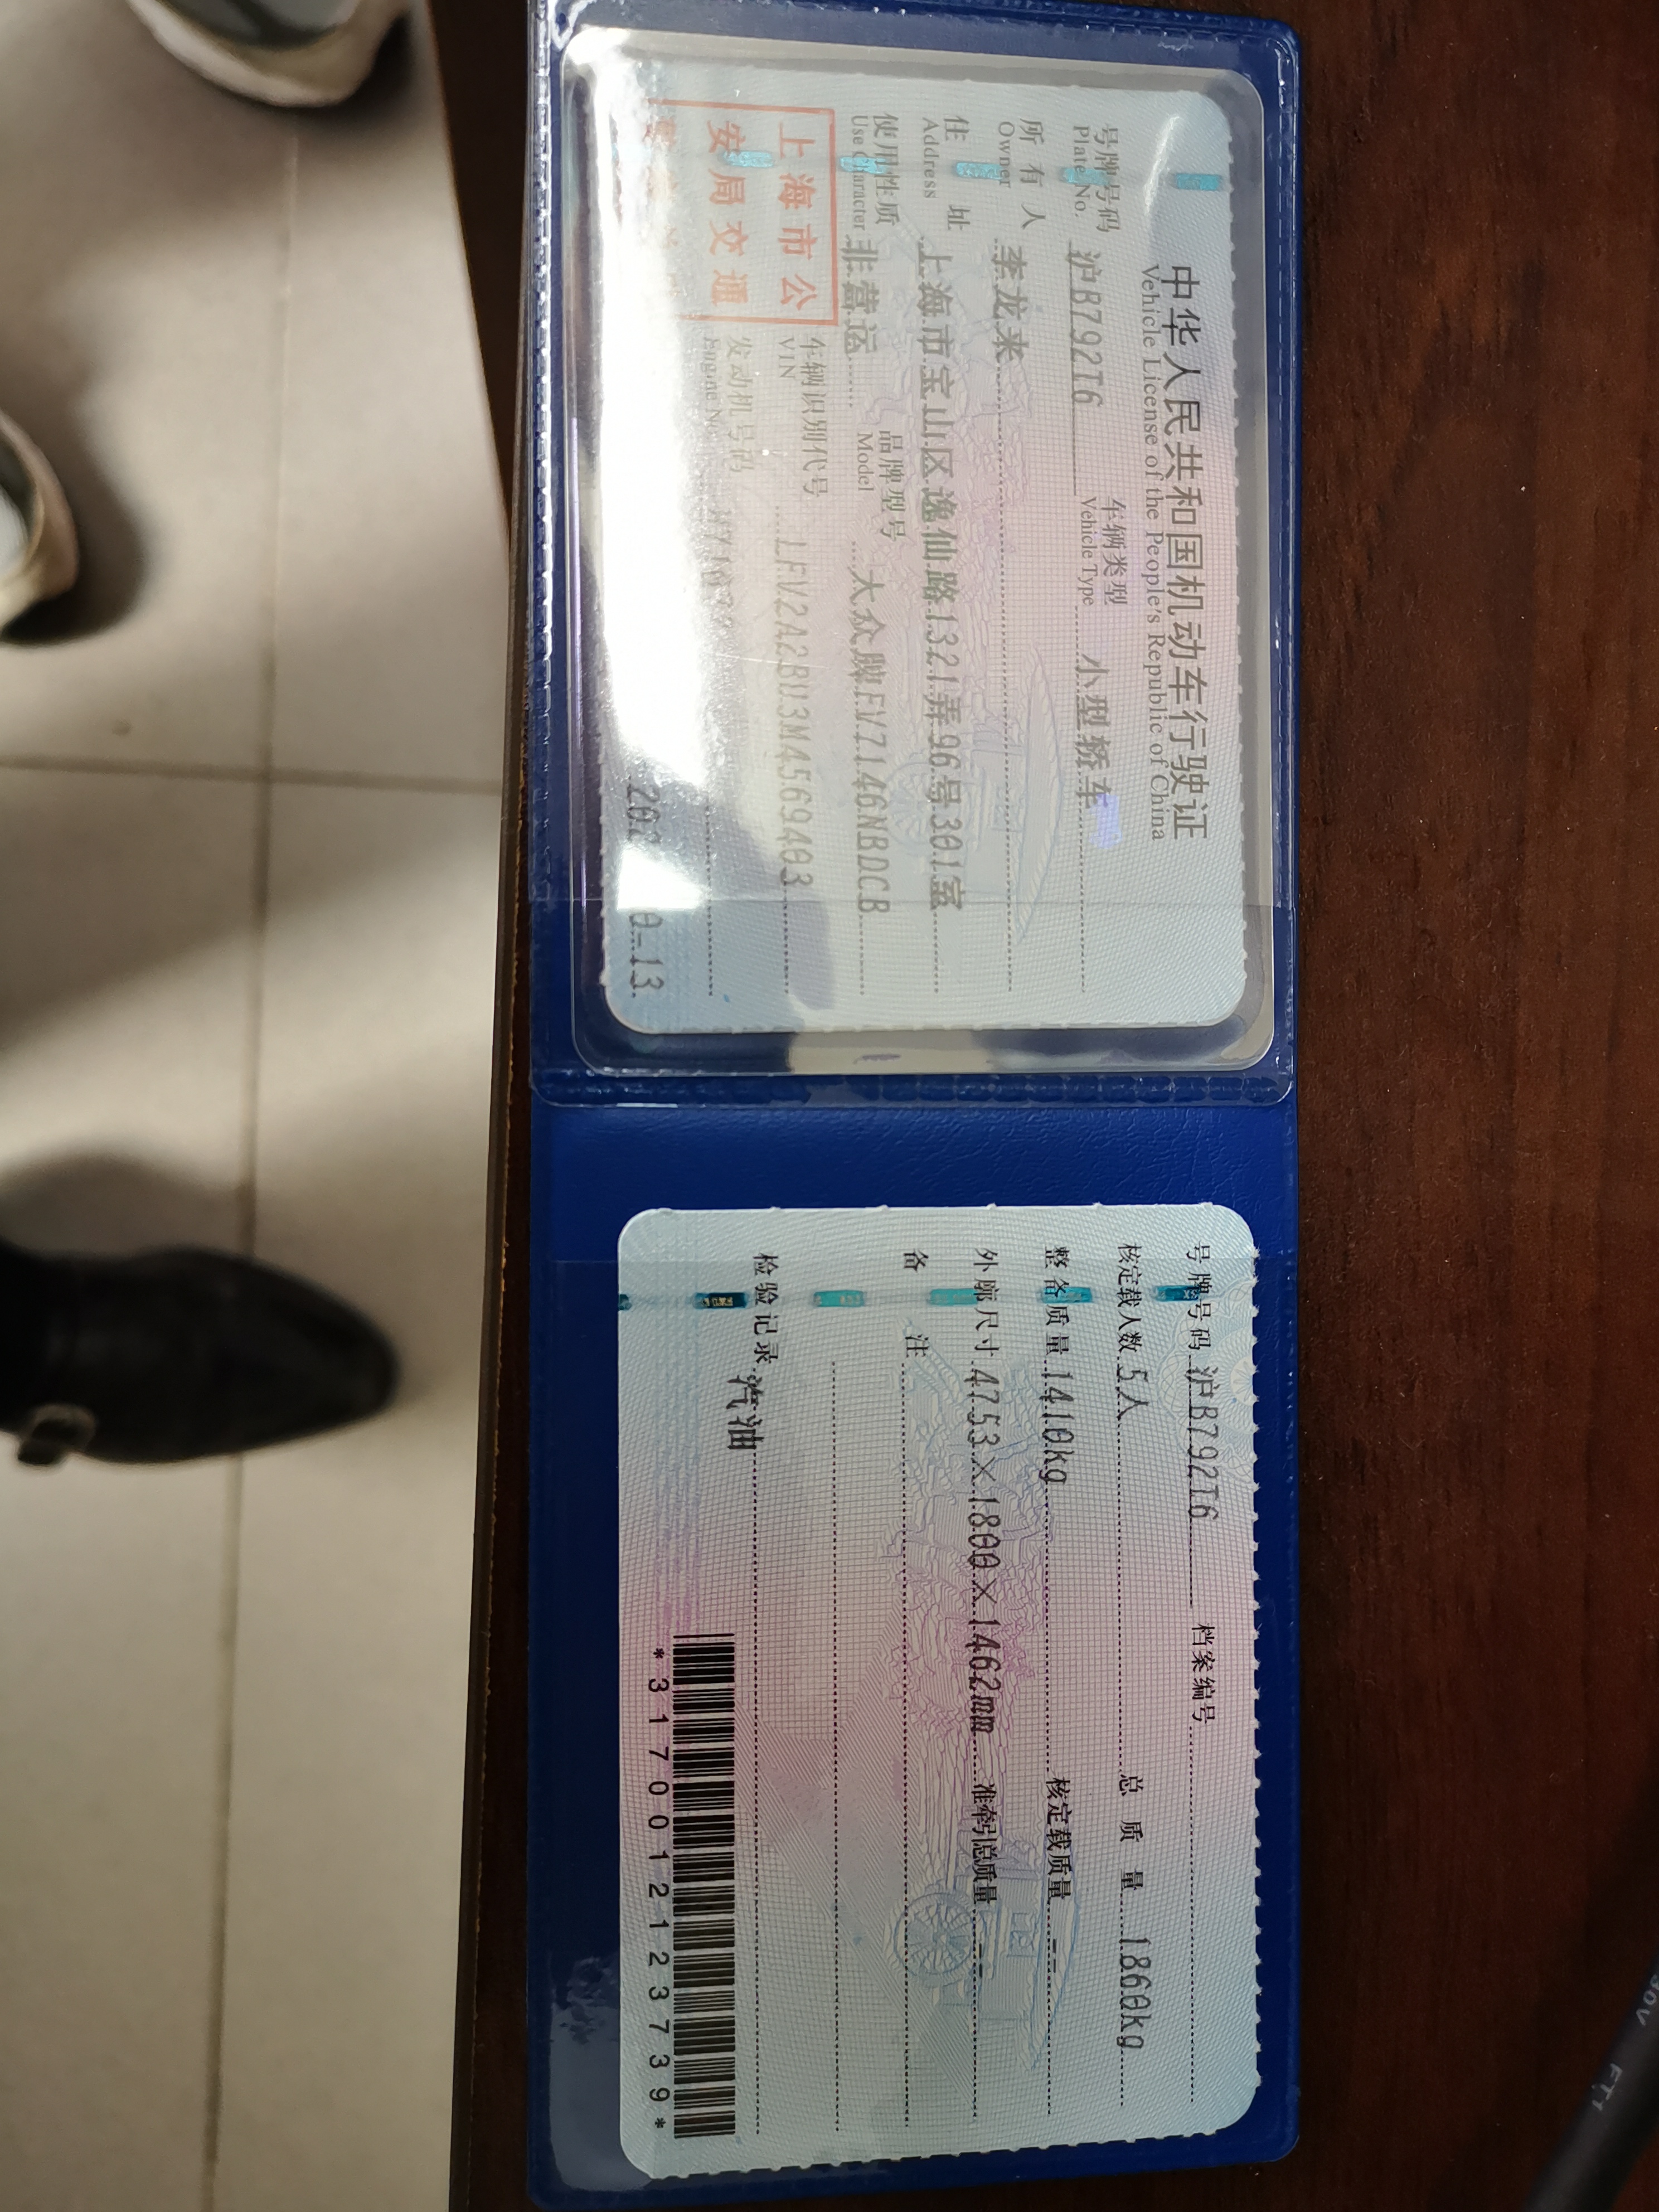 中华人民共和国机动车行驶证
Vehicle License of the People's Republic of China
号牌号码 沪B792T6 车辆类型 小型轿车
Plate No. Vehicle Type
所有人 李龙来
Owner
住址 上海市宝山区逸仙路1321弄96号301室
Address
使用性质 非营运 品牌型号 大众牌FV7146NBDCB
Use Character Model
上海市公
安局交通
车辆识别代号 LFV2A2BU3M4569403
VIN
发动机号码
Engine No.
0-13
号牌号码 沪B792T6 档案编号
核定载人数 5人 总质量 1860kg
整备质量 1410kg 核定载质量 --
外廓尺寸 4753×1800×1462mm 准牵引总质量 --
备注
检验记录 汽油
*3170012123739*
30V FT1